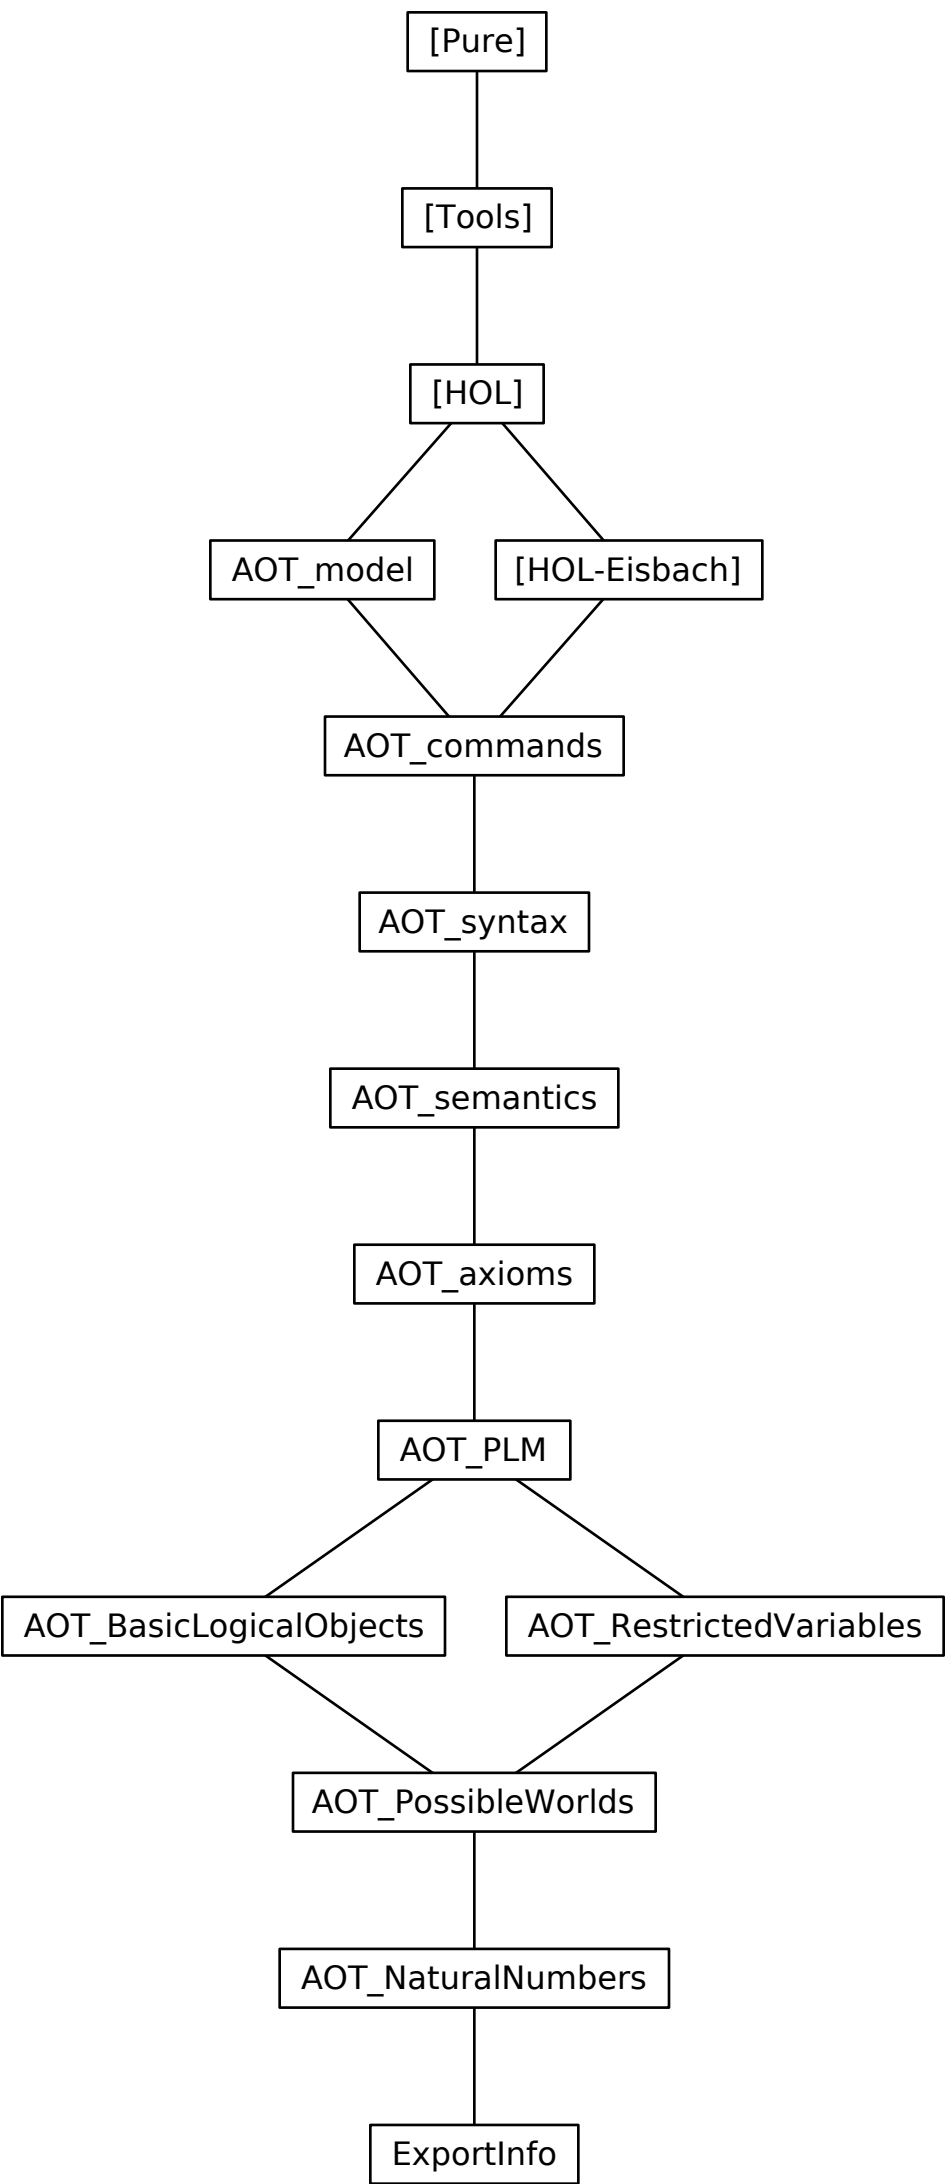 [Pure]
[Tools]
[HOL]
AOT_model
[HOL-Eisbach]
AOT_commands
AOT_syntax
AOT_semantics
AOT_axioms
AOT_PLM
AOT_BasicLogicalObjects
AOT_RestrictedVariables
AOT_PossibleWorlds
AOT_NaturalNumbers
ExportInfo